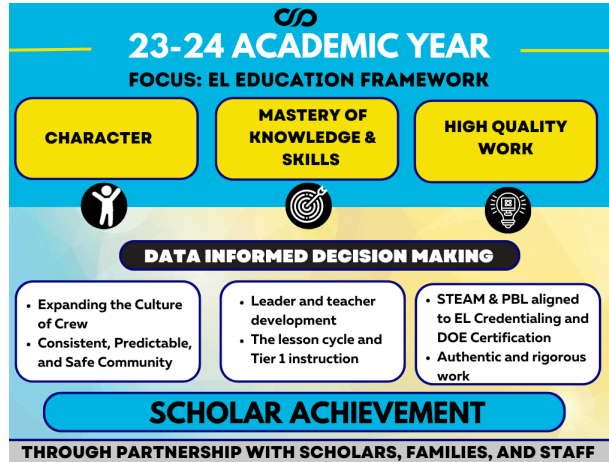 23-24 ACADEMIC YEAR
FOCUS: EL EDUCATION FRAMEWORK
CHARACTER
MASTERY OF
KNOWLEDGE &
SKILLS
HIGH QUALITY
WORK
DATA INFORMED DECISION MAKING
• Expanding the Culture
of Crew
• Consistent, Predictable,
and Safe Community
• Leader and teacher
development
• The lesson cycle and
Tier 1 instruction
• STEAM & PBL aligned
to EL Credentialing and
DOE Certification
• Authentic and rigorous
work
SCHOLAR ACHIEVEMENT
THROUGH PARTNERSHIP WITH SCHOLARS, FAMILIES, AND STAFF